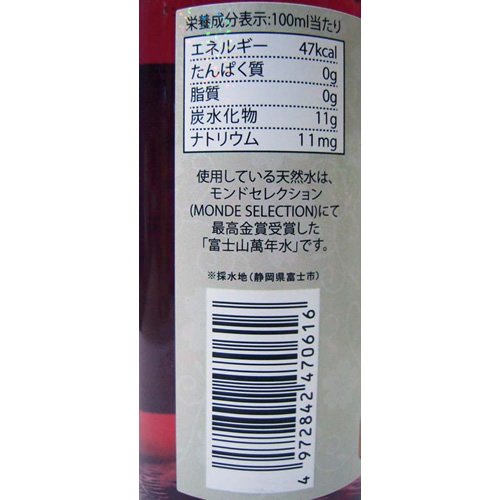 栄養成分表示:100ml当たり
エネルギー 47kcal
たんぱく質 0g
脂質 0g
炭水化物 11g
ナトリウム 11mg
使用している天然水は、
モンドセレクション
(MONDE SELECTION)にて
最高金賞受賞した
「富士山萬年水」です。
※採水地(静岡県富士市)
4 972842 470616